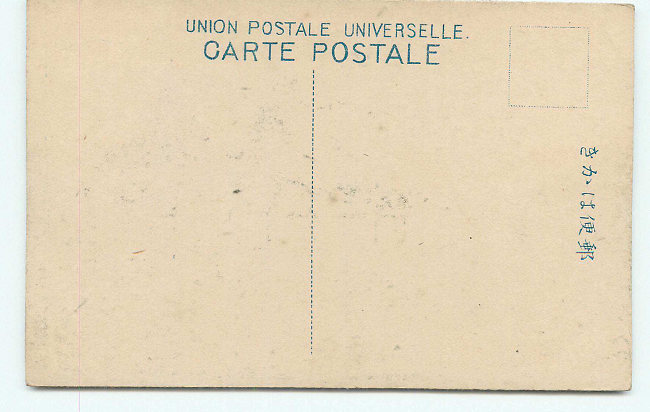 UNION POSTALE UNIVERSELLE.
CARTE POSTALE
郵便はかき